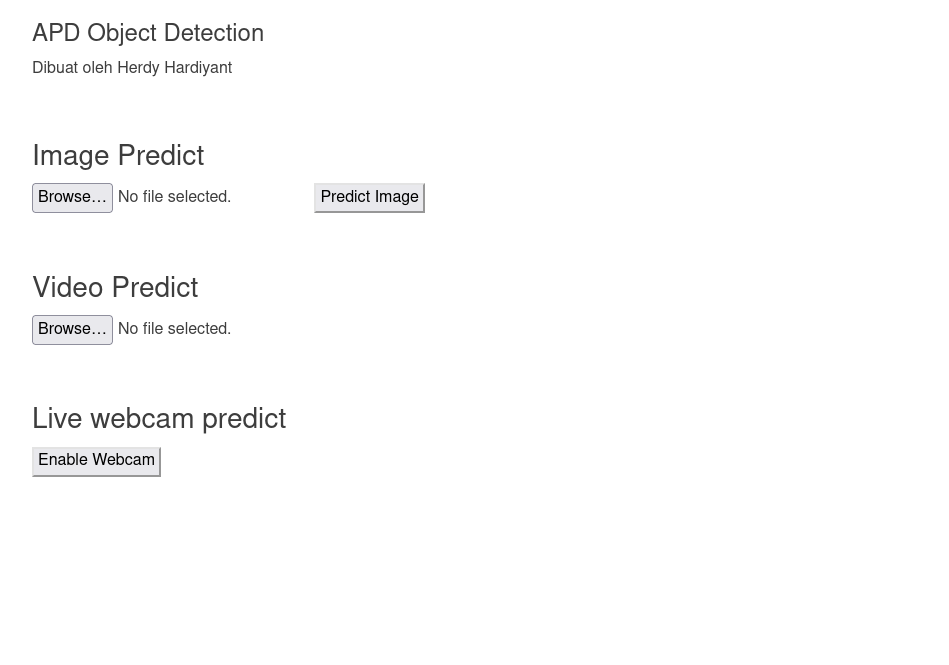 APD Object Detection
Dibuat oleh Herdy Hardiyant
Image Predict
Browse... No file selected. Predict Image
Video Predict
Browse... No file selected.
Live webcam predict
Enable Webcam